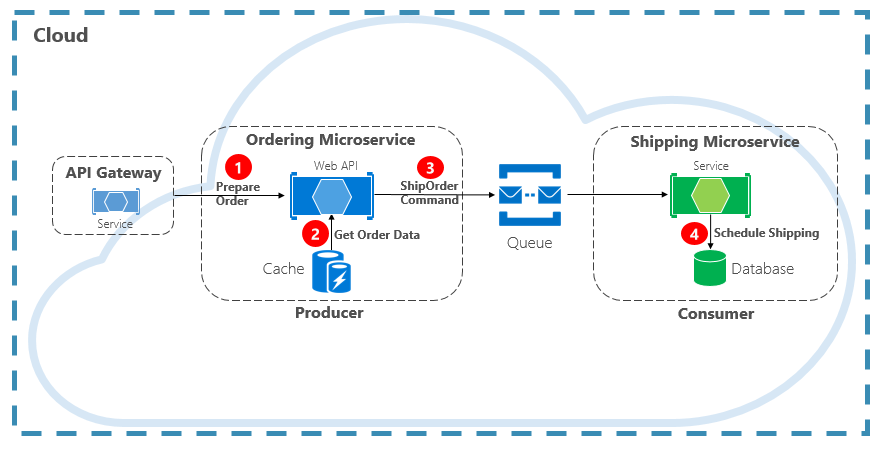 Cloud
API Gateway
Service
Ordering Microservice
Web API
1
Prepare
Order
3
ShipOrder
Command
2
Get Order Data
Cache
Producer
Queue
Shipping Microservice
Service
4
Schedule Shipping
Database
Consumer